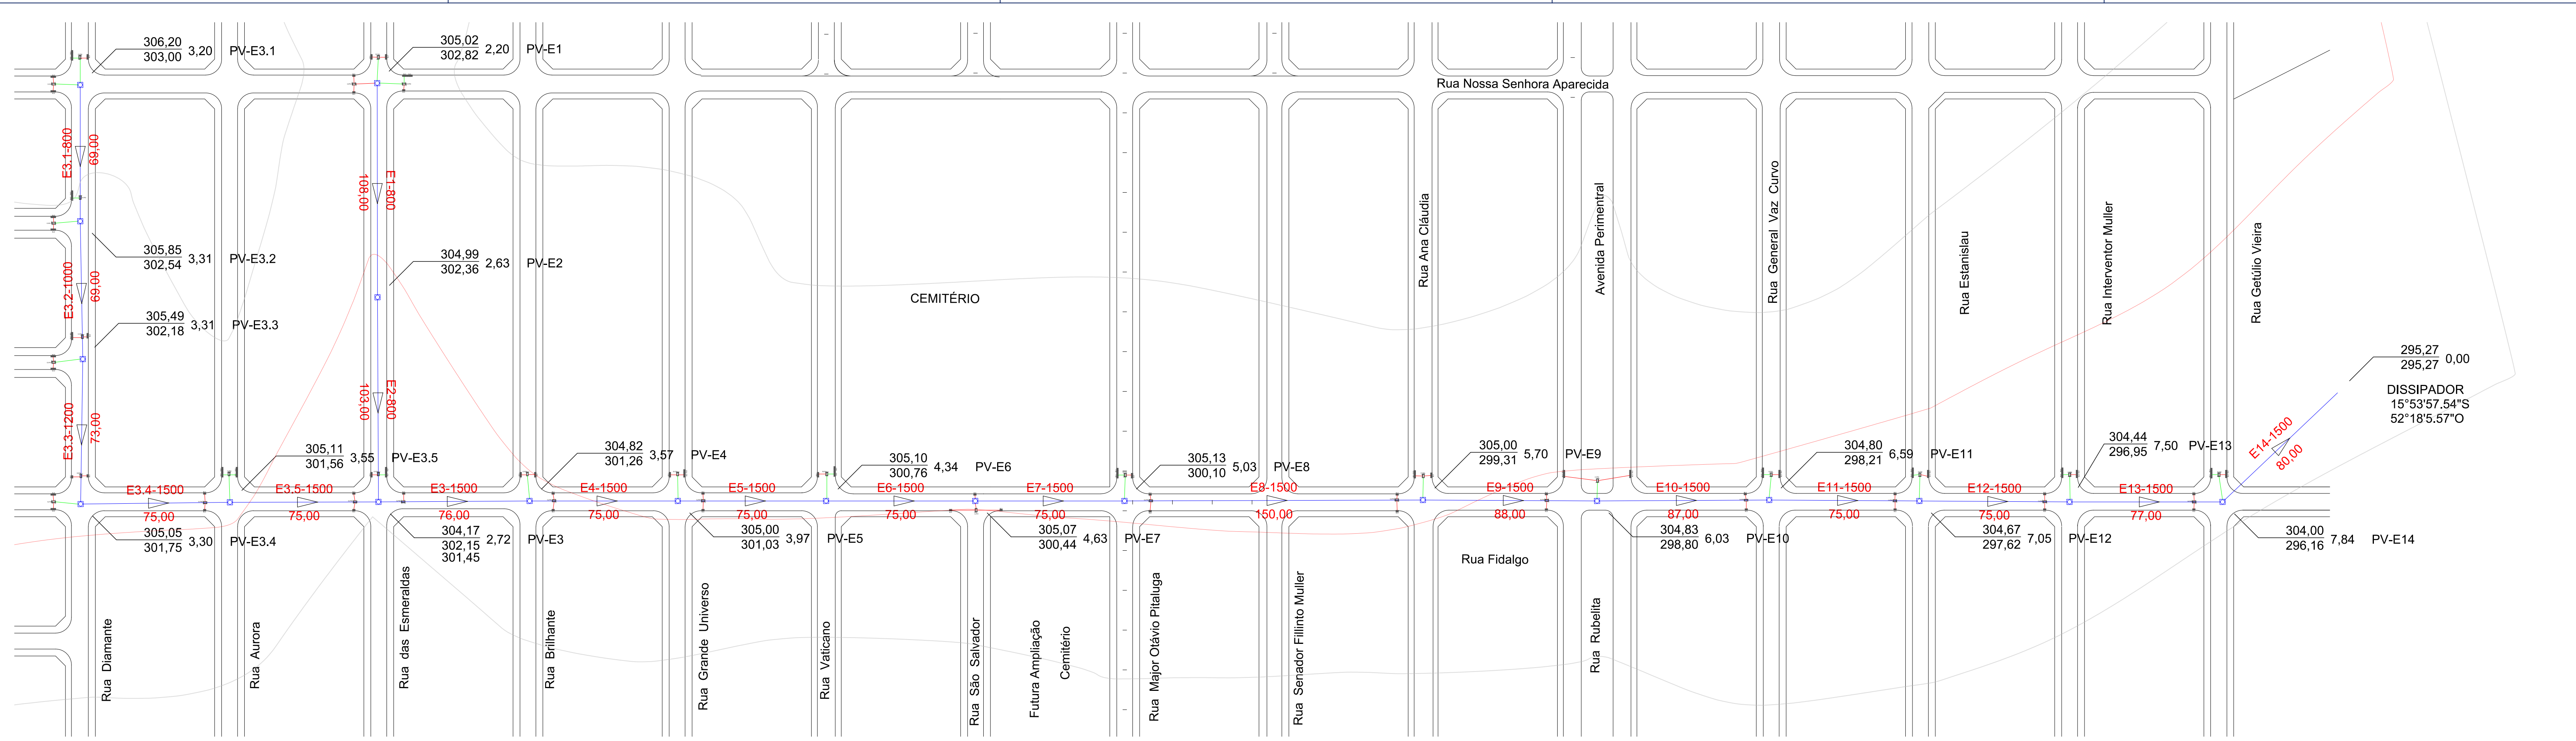 306,20
303,00
3,20
PV-E3.1
305,02
302,82
2,20
PV-E1
Rua Nossa Senhora Aparecida
E3.1-800
69,00
E1-800
108,00
305,85
302,54
3,31
PV-E3.2
304,99
302,36
2,63
PV-E2
E3.2-1000
69,00
305,49
302,18
3,31
PV-E3.3
CEMITÉRIO
Rua Ana Cláudia
Avenida Perimentral
Rua General Vaz Curvo
Rua Estanislau
Rua Interventor Muller
Rua Getúlio Vieira
295,27
295,27
0,00
DISSIPADOR
15°53'57.54"S
52°18'5.57"O
E3.3-1200
73,00
E2-800
103,00
305,11
301,56
3,55
PV-E3.5
304,82
301,26
3,57
PV-E4
305,10
300,76
4,34
PV-E6
305,13
300,10
5,03
PV-E8
305,00
299,31
5,70
PV-E9
304,80
298,21
6,59
PV-E11
304,44
296,95
7,50
PV-E13
E14-1500
80,00
E3.4-1500
75,00
E3.5-1500
75,00
E3-1500
76,00
E4-1500
75,00
E5-1500
75,00
E6-1500
75,00
E7-1500
75,00
E8-1500
150,00
E9-1500
88,00
E10-1500
87,00
E11-1500
75,00
E12-1500
75,00
E13-1500
77,00
305,05
301,75
3,30
PV-E3.4
304,17
302,15
301,45
2,72
PV-E3
305,00
301,03
3,97
PV-E5
305,07
300,44
4,63
PV-E7
304,83
298,80
6,03
PV-E10
304,67
297,62
7,05
PV-E12
304,00
296,16
7,84
PV-E14
Rua Fidalgo
Rua Diamante
Rua Aurora
Rua das Esmeraldas
Rua Brilhante
Rua Grande Universo
Rua Vaticano
Rua São Salvador
Futura Ampliação
Cemitério
Rua Major Otávio Pitaluga
Rua Senador Fillinto Muller
Rua Rubelita